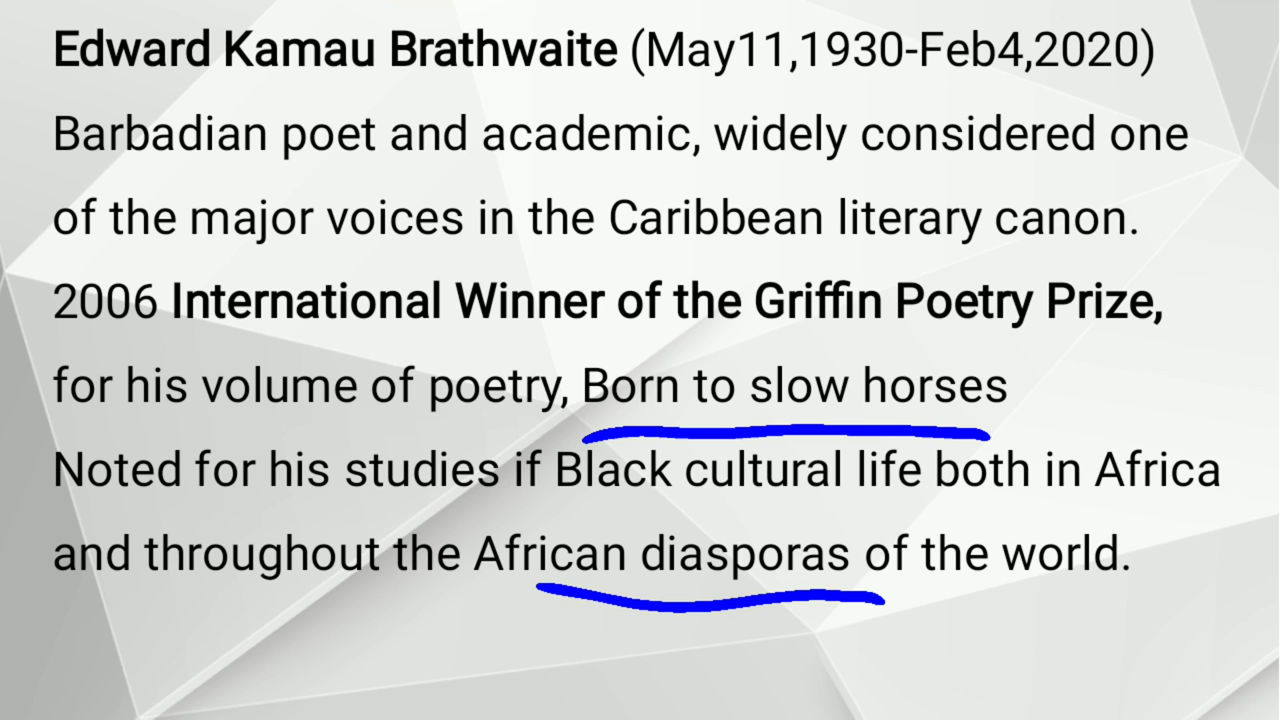 Edward Kamau Brathwaite (May11,1930-Feb4,2020)
Barbadian poet and academic, widely considered one
of the major voices in the Caribbean literary canon.
2006 International Winner of the Griffin Poetry Prize,
for his volume of poetry, Born to slow horses
Noted for his studies if Black cultural life both in Africa
and throughout the African diasporas of the world.